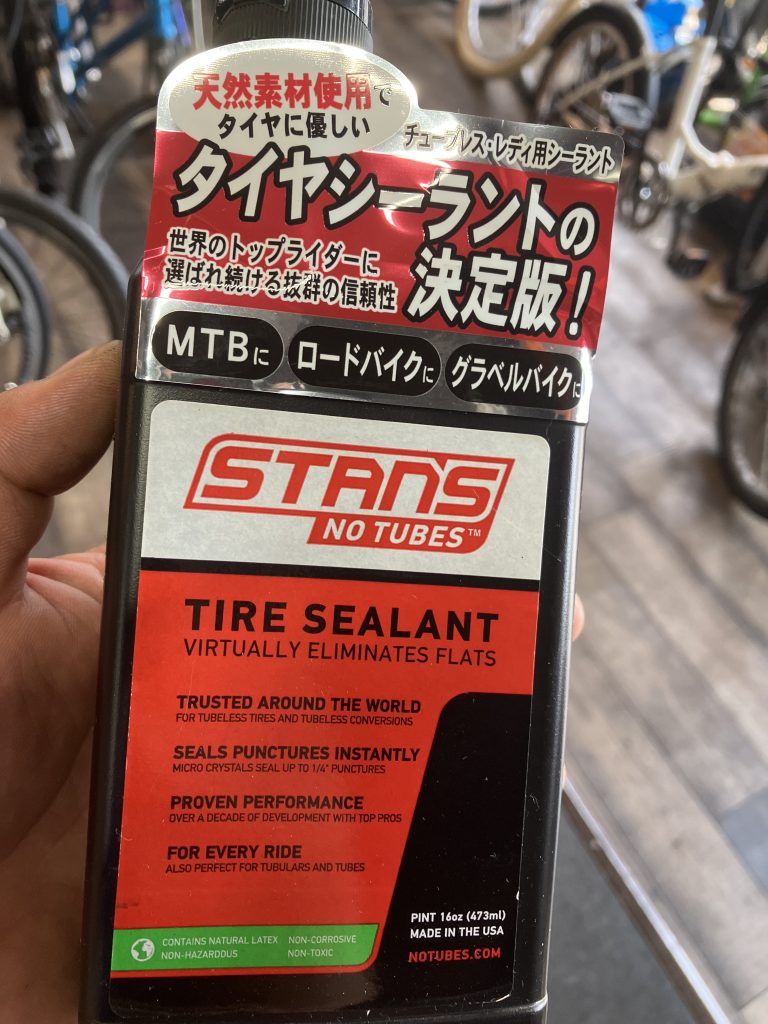 天然素材使用で
タイヤに優しい
チューブレス・レディ用シーラント
タイヤシーラントの
決定版！
世界のトップライダーに
選ばれ続ける抜群の信頼性
MTBに
ロードバイクに
グラベルバイクに
STANS
NO TUBES™
TIRE SEALANT
VIRTUALLY ELIMINATES FLATS
TRUSTED AROUND THE WORLD
FOR TUBELESS TIRES AND TUBELESS CONVERSIONS
SEALS PUNCTURES INSTANTLY
MICRO CRYSTALS SEAL UP TO 1/4" PUNCTURES
PROVEN PERFORMANCE
OVER A DECADE OF DEVELOPMENT WITH TOP PROS
FOR EVERY RIDE
ALSO PERFECT FOR TUBULARS AND TUBES
PINT 16oz (473ml)
MADE IN THE USA
NOTUBES.COM
CONTAINS NATURAL LATEX NON-CORROSIVE
NON-HAZARDOUS NON-TOXIC